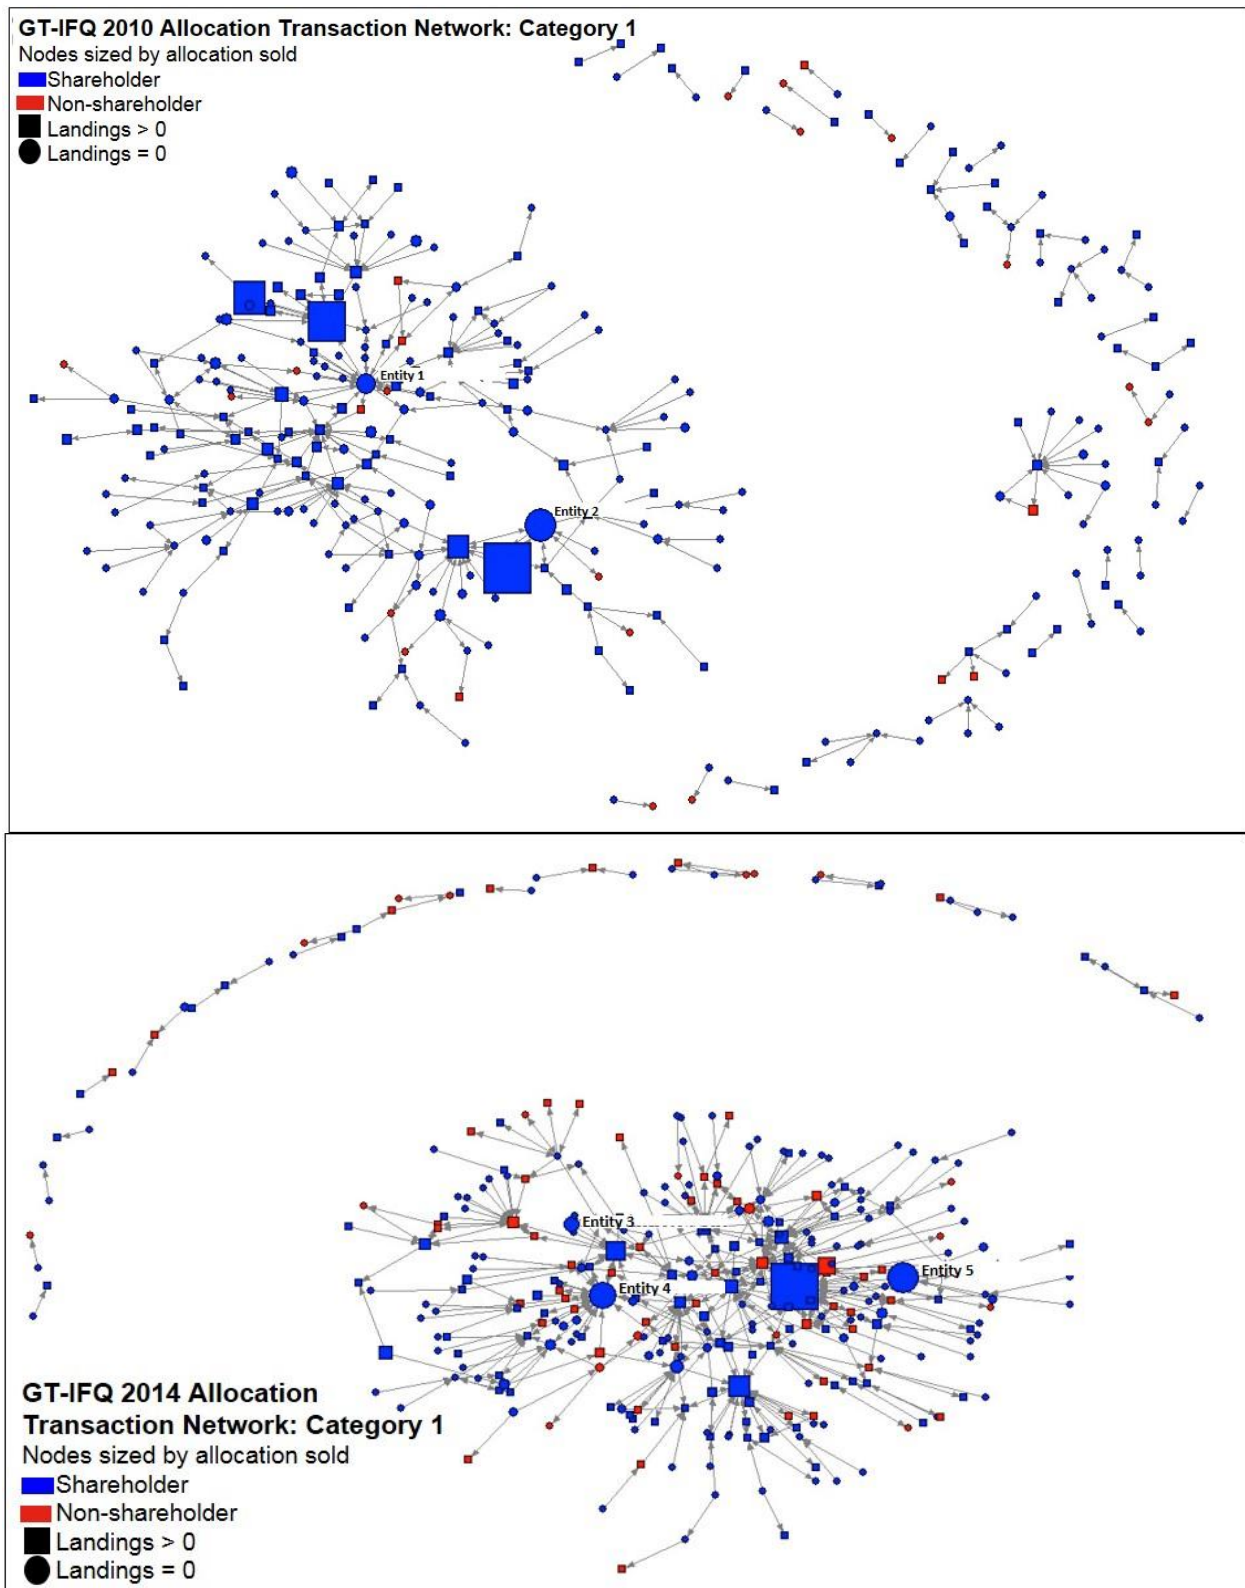 GT-IFQ 2010 Allocation Transaction Network: Category 1
Nodes sized by allocation sold
Shareholder
Non-shareholder
Landings > 0
Landings = 0
Entity 1
Entity 2
Entity 3
Entity 4
Entity 5
GT-IFQ 2014 Allocation
Transaction Network: Category 1
Nodes sized by allocation sold
Shareholder
Non-shareholder
Landings > 0
Landings = 0